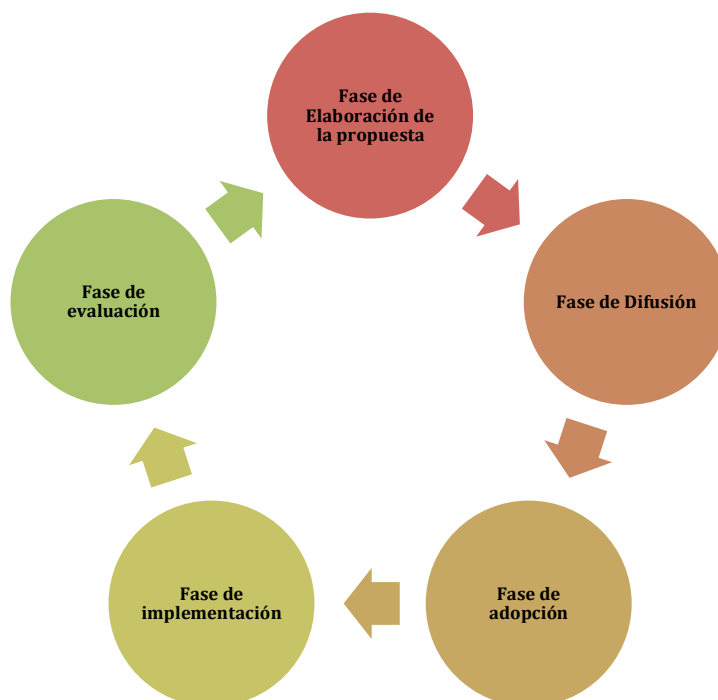 Fase de
Elaboración de
la propuesta
Fase de Difusión
Fase de
adopción
Fase de
implementación
Fase de
evaluación